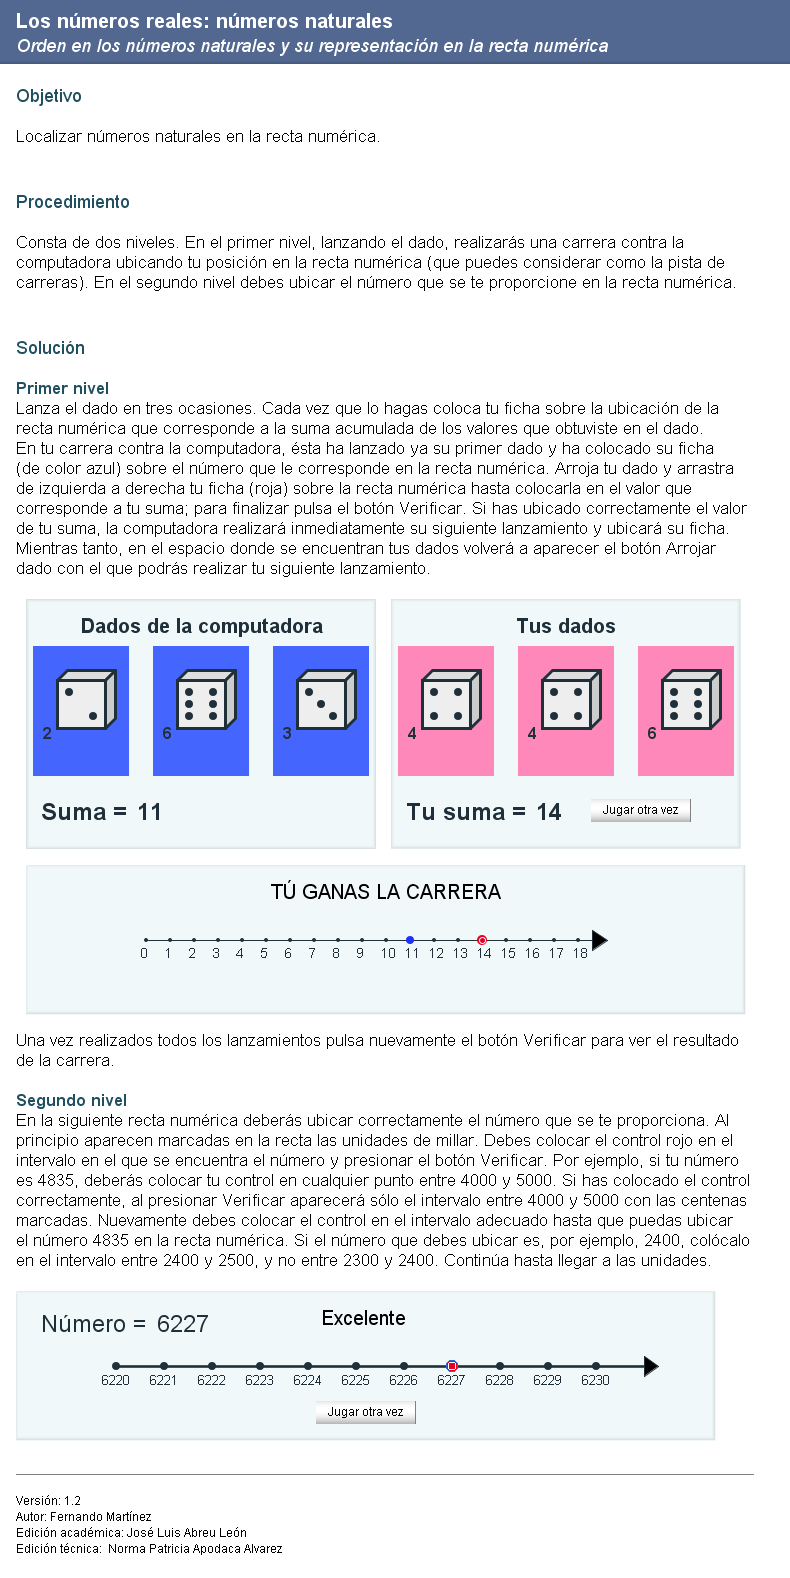 Los números reales: números naturales
Orden en los números naturales y su representación en la recta numérica
Objetivo
Localizar números naturales en la recta numérica.
Procedimiento
Consta de dos niveles. En el primer nivel, lanzando el dado, realizarás una carrera contra la
computadora ubicando tu posición en la recta numérica (que puedes considerar como la pista de
carreras). En el segundo nivel debes ubicar el número que se te proporcione en la recta numérica.
Solución
Primer nivel
Lanza el dado en tres ocasiones. Cada vez que lo hagas coloca tu ficha sobre la ubicación de la
recta numérica que corresponde a la suma acumulada de los valores que obtuviste en el dado.
En tu carrera contra la computadora, ésta ha lanzado ya su primer dado y ha colocado su ficha
(de color azul) sobre el número que le corresponde en la recta numérica. Arroja tu dado y arrastra
de izquierda a derecha tu ficha (roja) sobre la recta numérica hasta colocarla en el valor que
corresponde a tu suma; para finalizar pulsa el botón Verificar. Si has ubicado correctamente el valor
de tu suma, la computadora realizará inmediatamente su siguiente lanzamiento y ubicará su ficha.
Mientras tanto, en el espacio donde se encuentran tus dados volverá a aparecer el botón Arrojar
dado con el que podrás realizar tu siguiente lanzamiento.
Dados de la computadora
2 6 3
Suma = 11
Tus dados
4 4 6
Tu suma = 14 Jugar otra vez
TÚ GANAS LA CARRERA
0 1 2 3 4 5 6 7 8 9 10 11 12 13 14 15 16 17 18
Una vez realizados todos los lanzamientos pulsa nuevamente el botón Verificar para ver el resultado
de la carrera.
Segundo nivel
En la siguiente recta numérica deberás ubicar correctamente el número que se te proporciona. Al
principio aparecen marcadas en la recta las unidades de millar. Debes colocar el control rojo en el
intervalo en el que se encuentra el número y presionar el botón Verificar. Por ejemplo, si tu número
es 4835, deberás colocar tu control en cualquier punto entre 4000 y 5000. Si has colocado el control
correctamente, al presionar Verificar aparecerá sólo el intervalo entre 4000 y 5000 con las centenas
marcadas. Nuevamente debes colocar el control en el intervalo adecuado hasta que puedas ubicar
el número 4835 en la recta numérica. Si el número que debes ubicar es, por ejemplo, 2400, colócalo
en el intervalo entre 2400 y 2500, y no entre 2300 y 2400. Continúa hasta llegar a las unidades.
Número = 6227 Excelente
6220 6221 6222 6223 6224 6225 6226 6227 6228 6229 6230
Jugar otra vez
Versión: 1.2
Autor: Fernando Martínez
Edición académica: José Luis Abreu León
Edición técnica: Norma Patricia Apodaca Alvarez